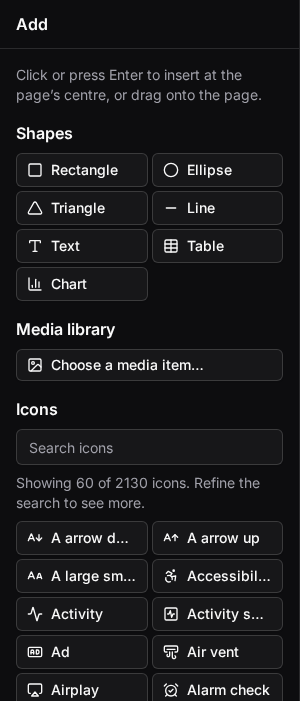 Add
Click or press Enter to insert at the
page's centre, or drag onto the page.
Shapes
Rectangle
Ellipse
Triangle
Line
Text
Table
Chart
Media library
Choose a media item...
Icons
Search icons
Showing 60 of 2130 icons. Refine the
search to see more.
A arrow d...
A arrow up
A large sm...
Accessibil...
Activity
Activity s...
Ad
Air vent
Airplay
Alarm check